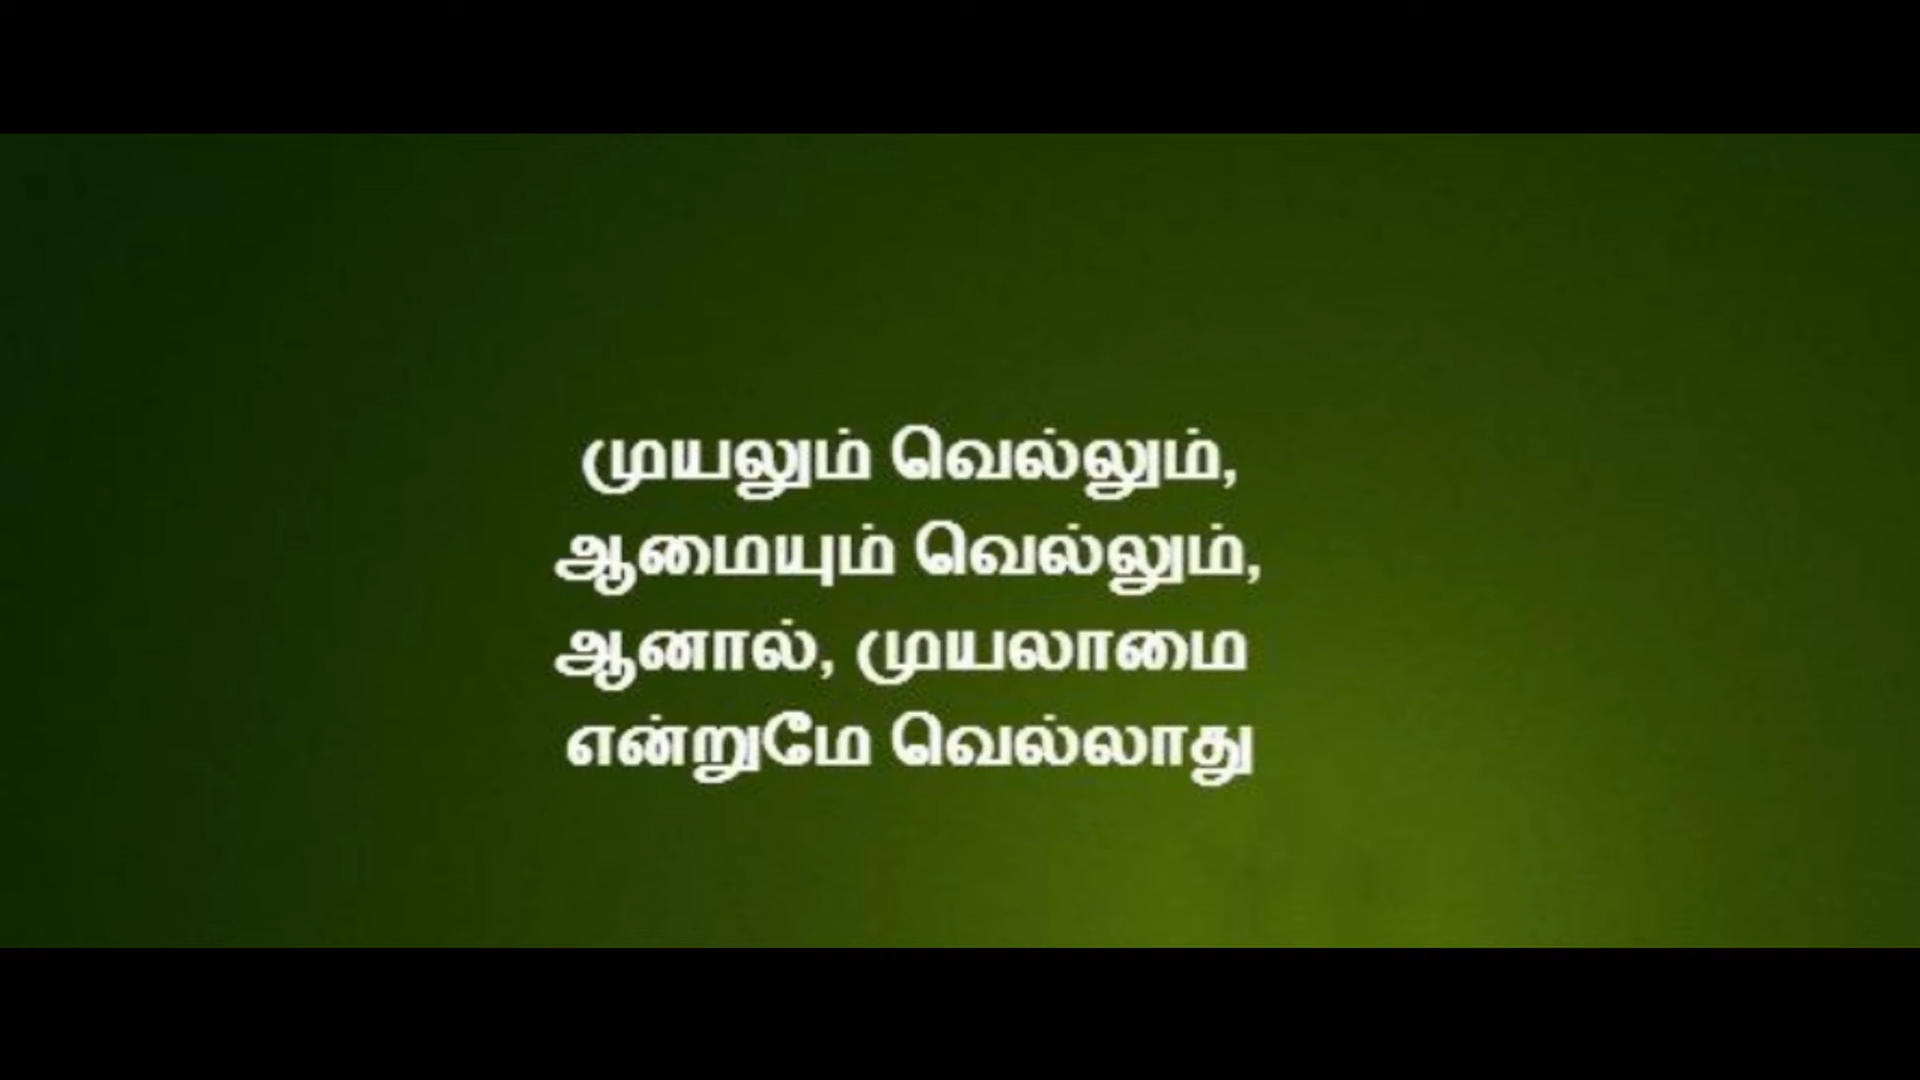 முயலும் வெல்லும்,
ஆமையும் வெல்லும்,
ஆனால், முயலாமை
என்றுமே வெல்லாது